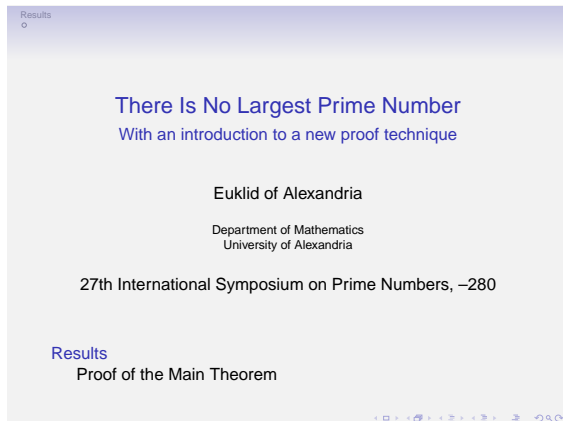 Results
There Is No Largest Prime Number
With an introduction to a new proof technique
Euklid of Alexandria
Department of Mathematics
University of Alexandria
27th International Symposium on Prime Numbers, –280
Results
Proof of the Main Theorem